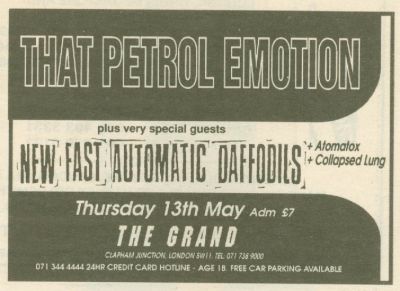 THAT PETROL EMOTION
plus very special guests
NEW FAST AUTOMATIC DAFFODILS
+ Atomatox
+ Collapsed Lung
Thursday 13th May Adm £7
THE GRAND
CLAPHAM JUNCTION, LONDON SW11. TEL. 071 738 9000
071 344 4444 24HR CREDIT CARD HOTLINE - AGE 18. FREE CAR PARKING AVAILABLE